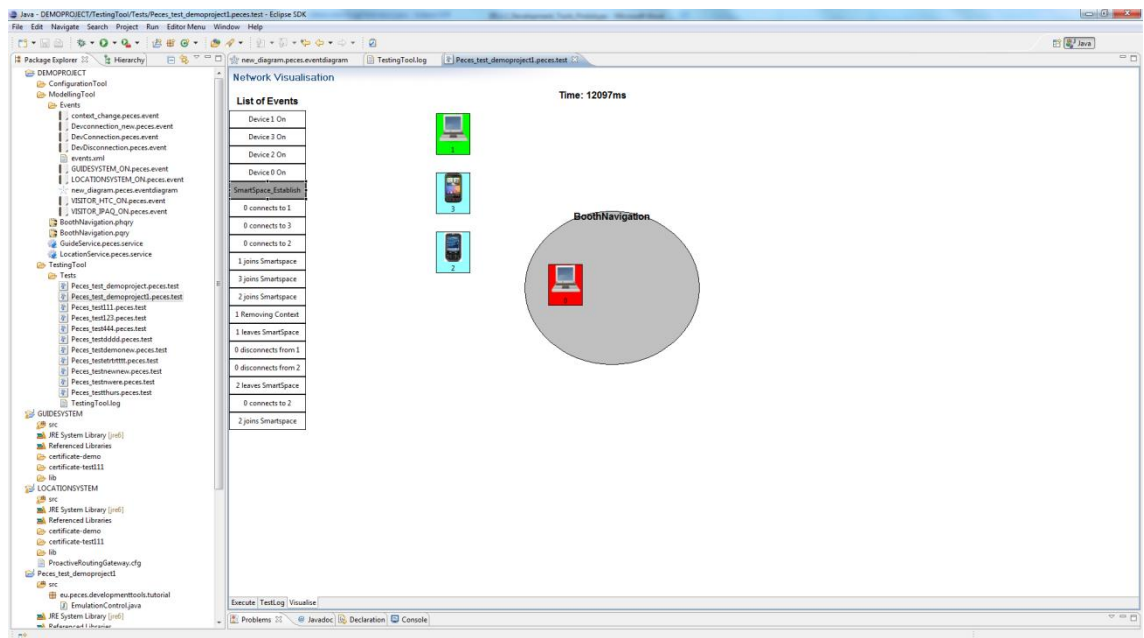 Java - DEMOPROJECT/TestingTool/Tests/Peces_test_demoproject1.peces.test - Eclipse SDK
File Edit Navigate Search Project Run Editor Menu Window Help
Java
Package Explorer
Hierarchy
new_diagram.peces.eventdiagram
TestingTool.log
Peces_test_demoproject1.peces.test
DEMOPROJECT
ConfigurationTool
ModellingTool
Events
context_change.peces.event
Devconnection_new.peces.event
DevConnection.peces.event
DevDisconnection.peces.event
events.xml
GUIDESYSTEM_ON.peces.event
LOCATIONSYSTEM_ON.peces.event
new_diagram.peces.eventdiagram
VISITOR_HTC_ON.peces.event
VISITOR_IPAQ_ON.peces.event
BoothNavigation.phqry
BoothNavigation.pqry
GuideService.peces.service
LocationService.peces.service
TestingTool
Tests
Peces_test_demoproject.peces.test
Peces_test_demoproject1.peces.test
Peces_test111.peces.test
Peces_test123.peces.test
Peces_test444.peces.test
Peces_testdddd.peces.test
Peces_testdemonew.peces.test
Peces_testetrtrtttt.peces.test
Peces_testnewnew.peces.test
Peces_testnwere.peces.test
Peces_testthurs.peces.test
TestingTool.log
GUIDESYSTEM
src
JRE System Library [jre6]
Referenced Libraries
certificate-demo
certificate-test111
lib
LOCATIONSYSTEM
src
JRE System Library [jre6]
Referenced Libraries
certificate-demo
certificate-test111
lib
ProactiveRoutingGateway.cfg
Peces_test_demoproject1
src
eu.peces.developmenttools.tutorial
EmulationControl.java
JRE System Library [jre6]
Referenced Libraries
Network Visualisation
List of Events
Device 1 On
Device 3 On
Device 2 On
Device 0 On
SmartSpace_Establish
0 connects to 1
0 connects to 3
0 connects to 2
1 joins Smartspace
3 joins Smartspace
2 joins Smartspace
1 Removing Context
1 leaves SmartSpace
0 disconnects from 1
0 disconnects from 2
2 leaves SmartSpace
0 connects to 2
2 joins Smartspace
Time: 12097ms
1
3
2
BoothNavigation
Execute TestLog Visualise
Problems
Javadoc
Declaration
Console